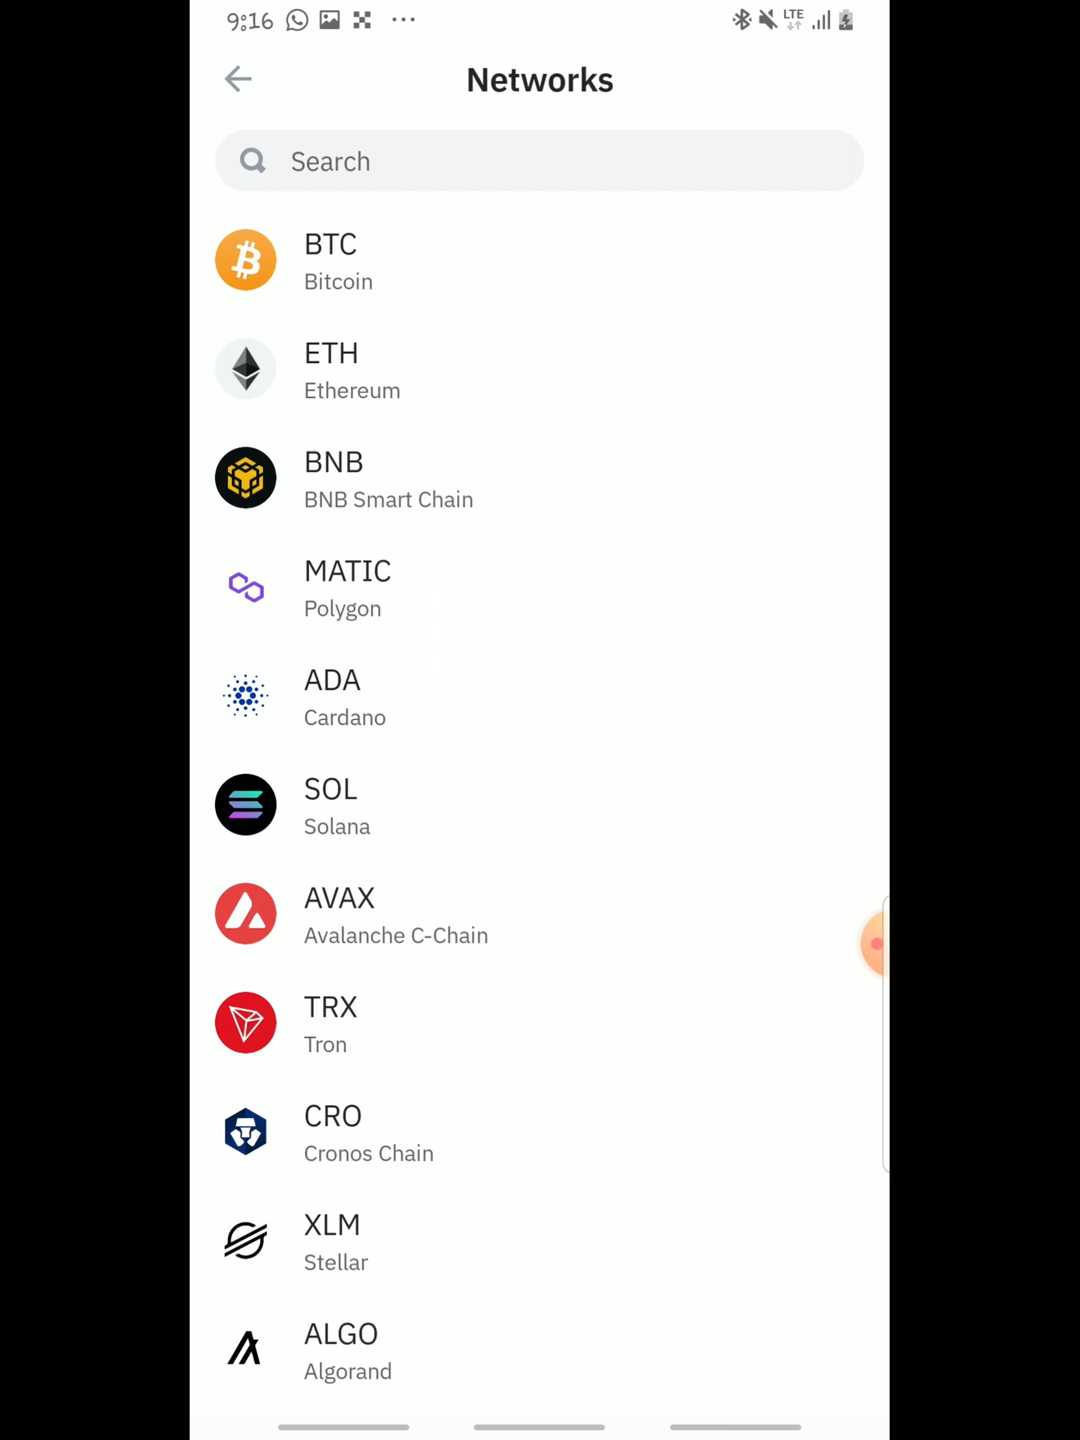 9:16
LTE
Networks
Search
BTC
Bitcoin
ETH
Ethereum
BNB
BNB Smart Chain
MATIC
Polygon
ADA
Cardano
SOL
Solana
AVAX
Avalanche C-Chain
TRX
Tron
CRO
Cronos Chain
XLM
Stellar
ALGO
Algorand